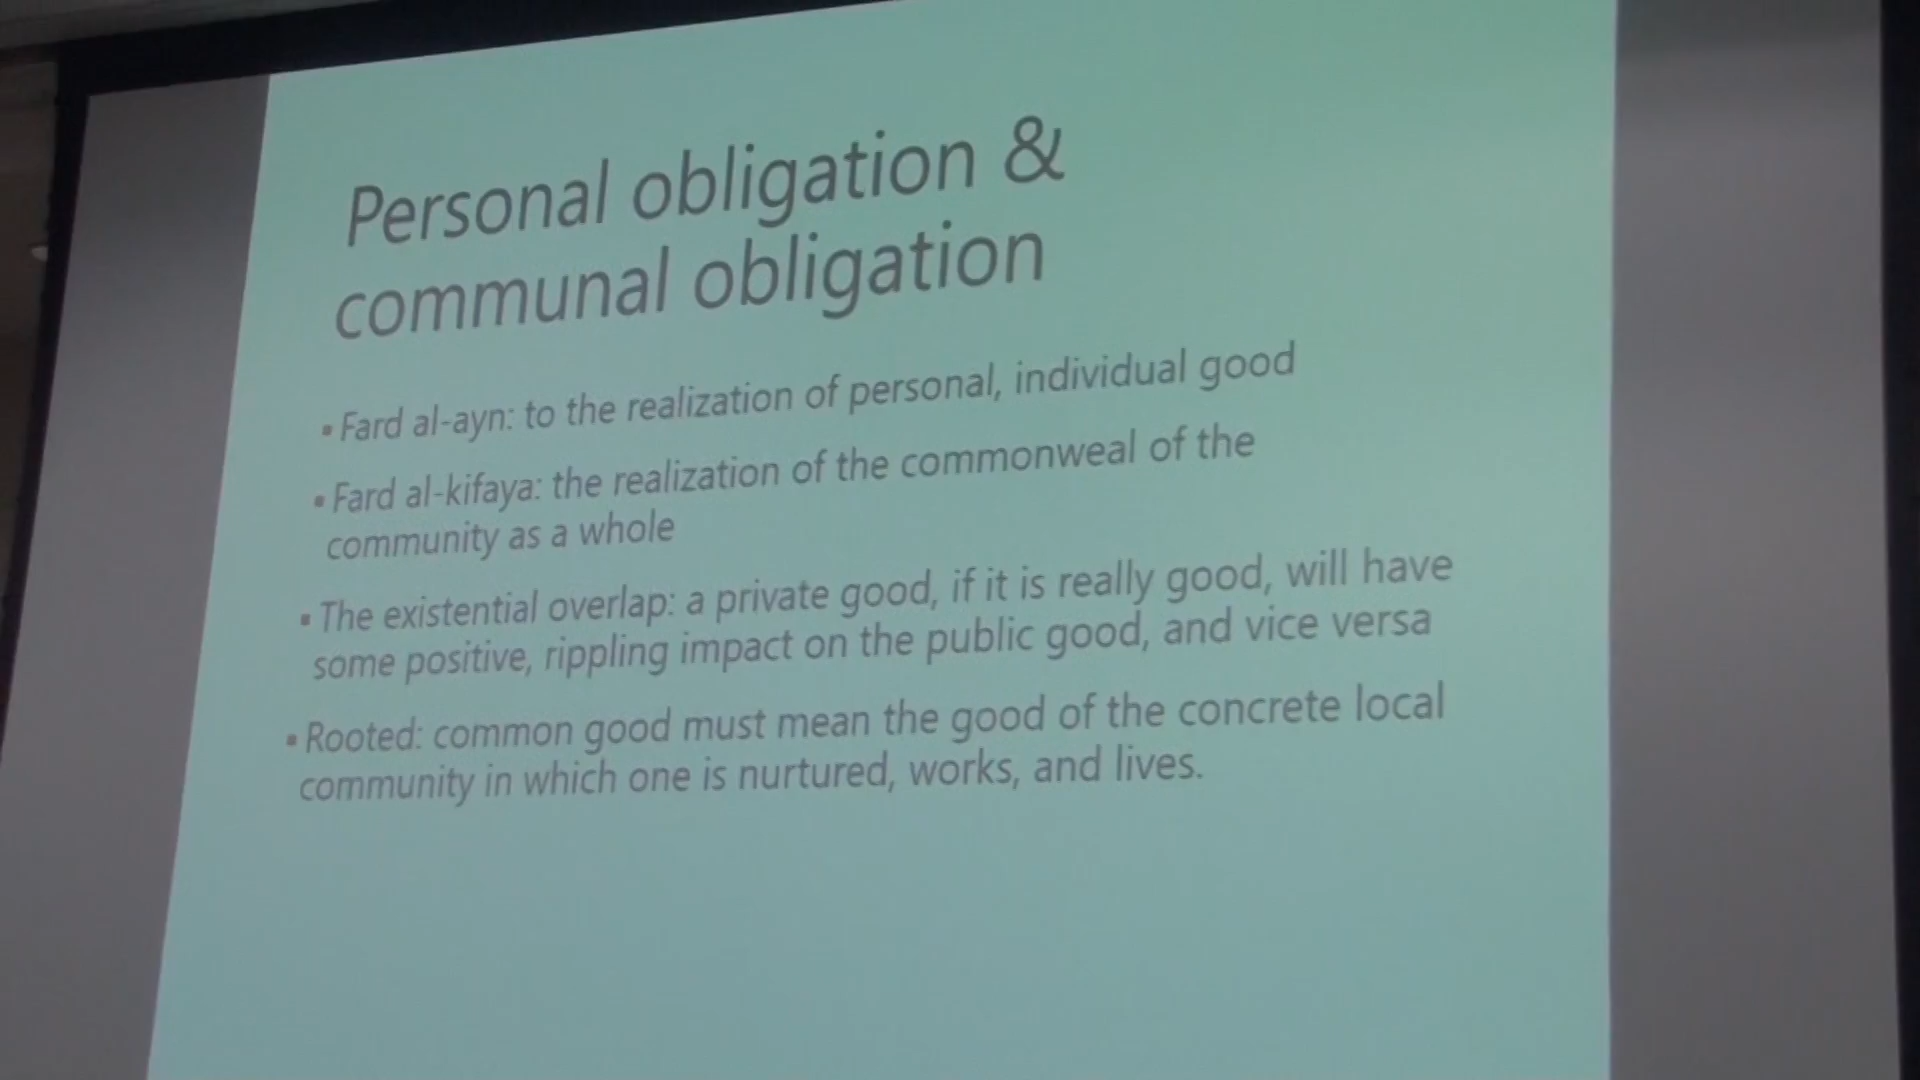 Personal obligation &
communal obligation
▪ Fard al-ayn: to the realization of personal, individual good
▪ Fard al-kifaya: the realization of the commonweal of the
community as a whole
▪ The existential overlap: a private good, if it is really good, will have
some positive, rippling impact on the public good, and vice versa
▪ Rooted: common good must mean the good of the concrete local
community in which one is nurtured, works, and lives.